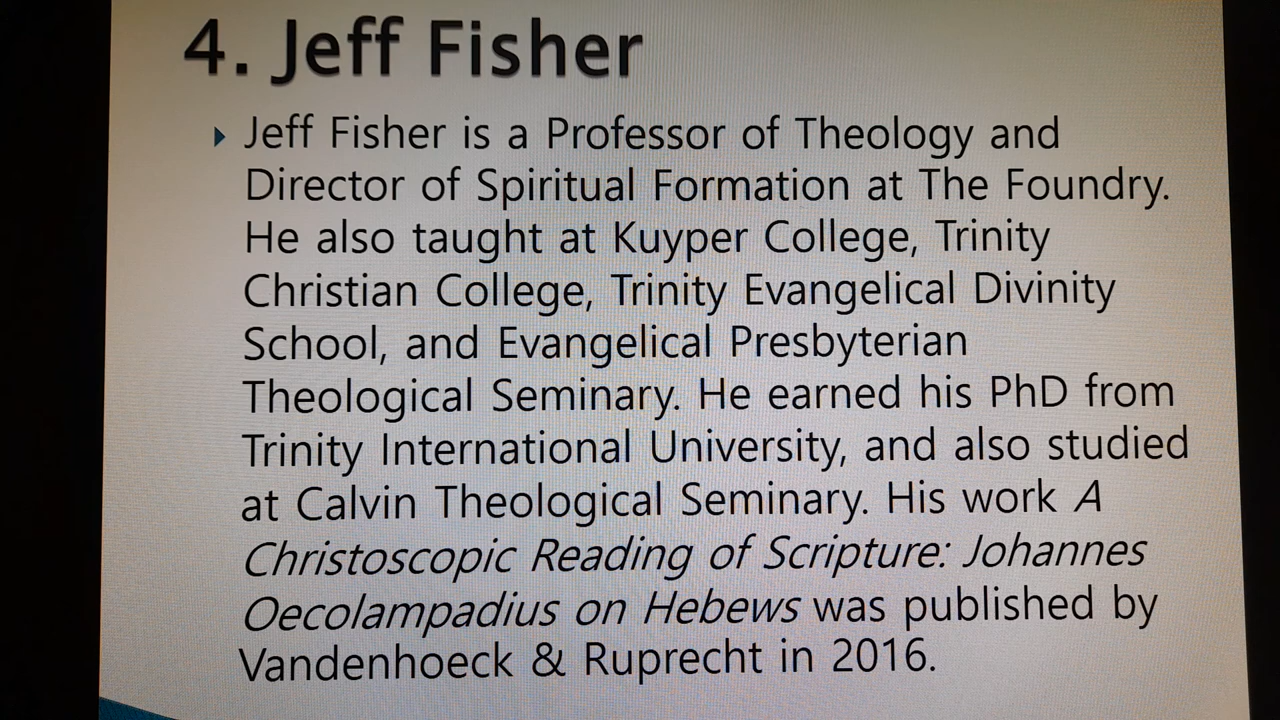 4. Jeff Fisher
Jeff Fisher is a Professor of Theology and
Director of Spiritual Formation at The Foundry.
He also taught at Kuyper College, Trinity
Christian College, Trinity Evangelical Divinity
School, and Evangelical Presbyterian
Theological Seminary. He earned his PhD from
Trinity International University, and also studied
at Calvin Theological Seminary. His work A
Christoscopic Reading of Scripture: Johannes
Oecolampadius on Hebews was published by
Vandenhoeck & Ruprecht in 2016.